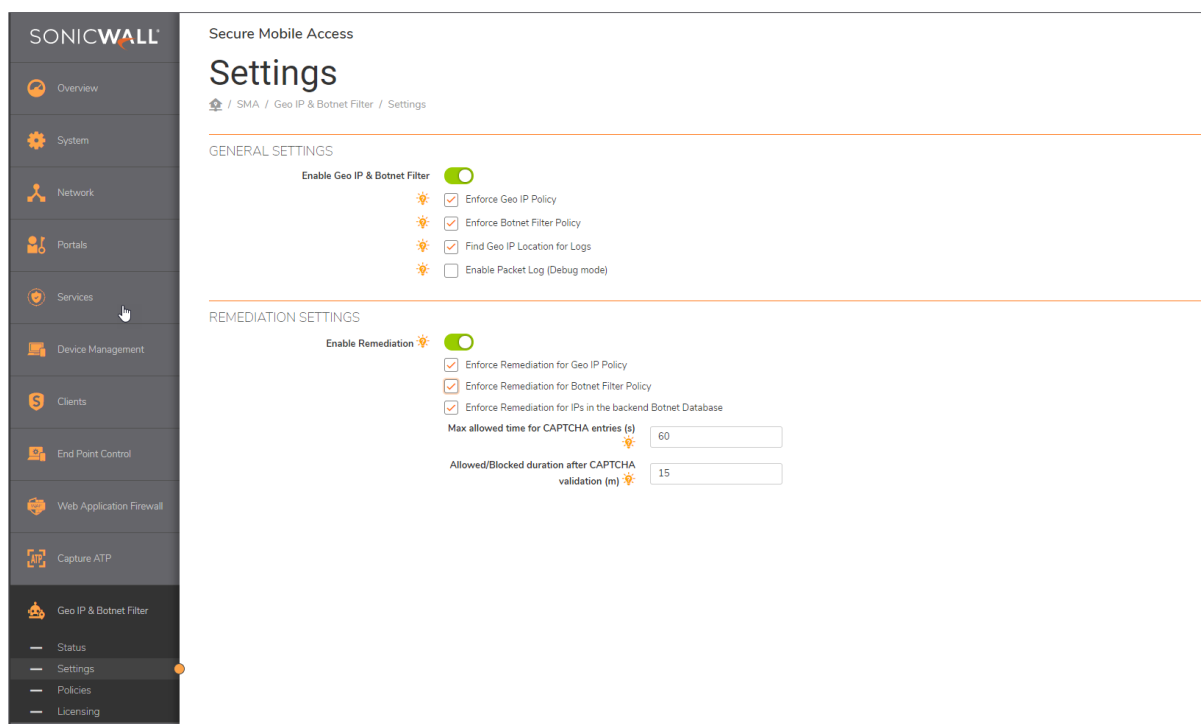 SONICWALL
Overview
System
Network
Portals
Services
Device Management
Clients
End Point Control
Web Application Firewall
ATP
Capture ATP
Geo IP & Botnet Filter
Status
Settings
Policies
Licensing
Secure Mobile Access
Settings
/ SMA / Geo IP & Botnet Filter / Settings
GENERAL SETTINGS
Enable Geo IP & Botnet Filter
Enforce Geo IP Policy
Enforce Botnet Filter Policy
Find Geo IP Location for Logs
Enable Packet Log (Debug mode)
REMEDIATION SETTINGS
Enable Remediation
Enforce Remediation for Geo IP Policy
Enforce Remediation for Botnet Filter Policy
Enforce Remediation for IPs in the backend Botnet Database
Max allowed time for CAPTCHA entries (s)
60
Allowed/Blocked duration after CAPTCHA
validation (m)
15